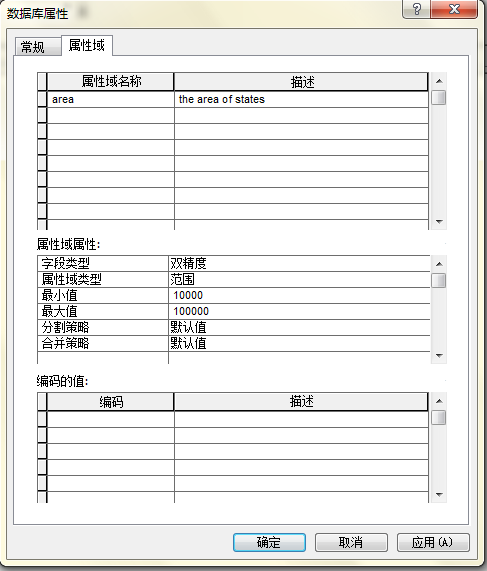 数据库属性
常规 属性域
属性域名称 描述
area the area of states
属性域属性:
字段类型 双精度
属性域类型 范围
最小值 10000
最大值 100000
分割策略 默认值
合并策略 默认值
编码的值:
编码 描述
确定 取消 应用(A)